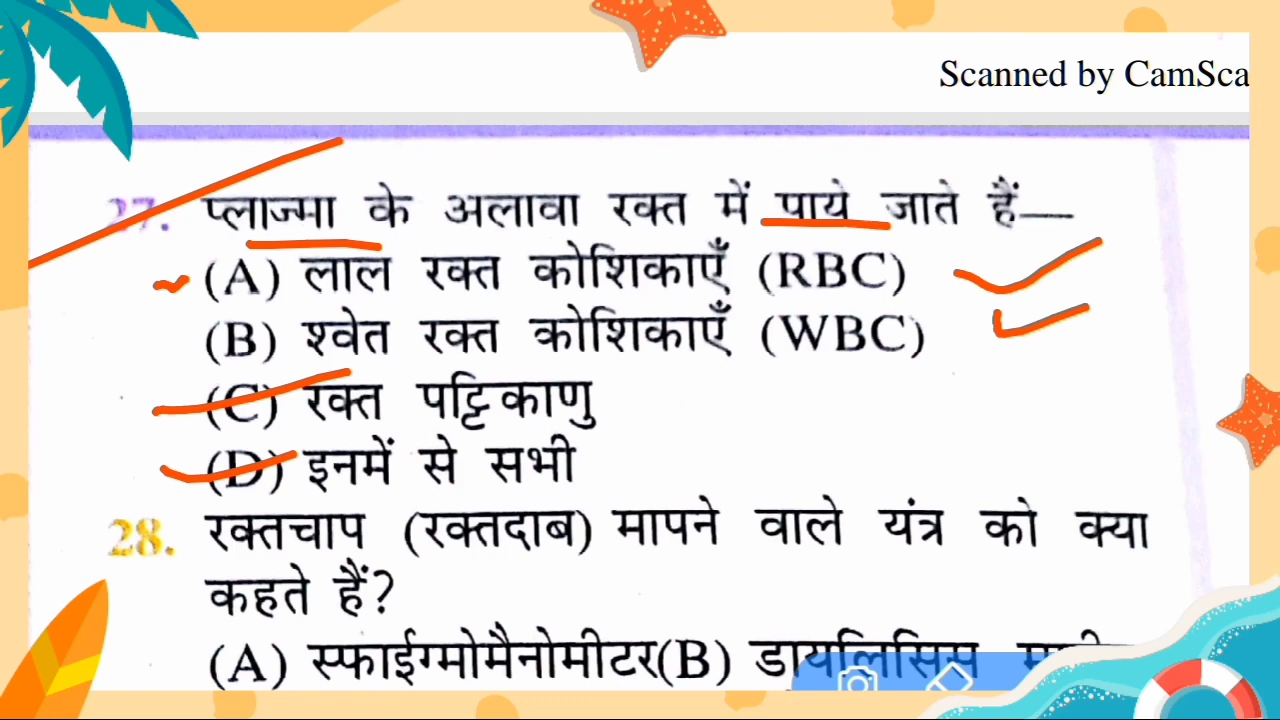 Scanned by CamSca
27. प्लाज्मा के अलावा रक्त में पाये जाते हैं—
(A) लाल रक्त कोशिकाएँ (RBC)
(B) श्वेत रक्त कोशिकाएँ (WBC)
(C) रक्त पट्टिकाणु
(D) इनमें से सभी
28. रक्तचाप (रक्तदाब) मापने वाले यंत्र को क्या
कहते हैं?
(A) स्फाईग्मोमैनोमीटर(B) डायलिसिस